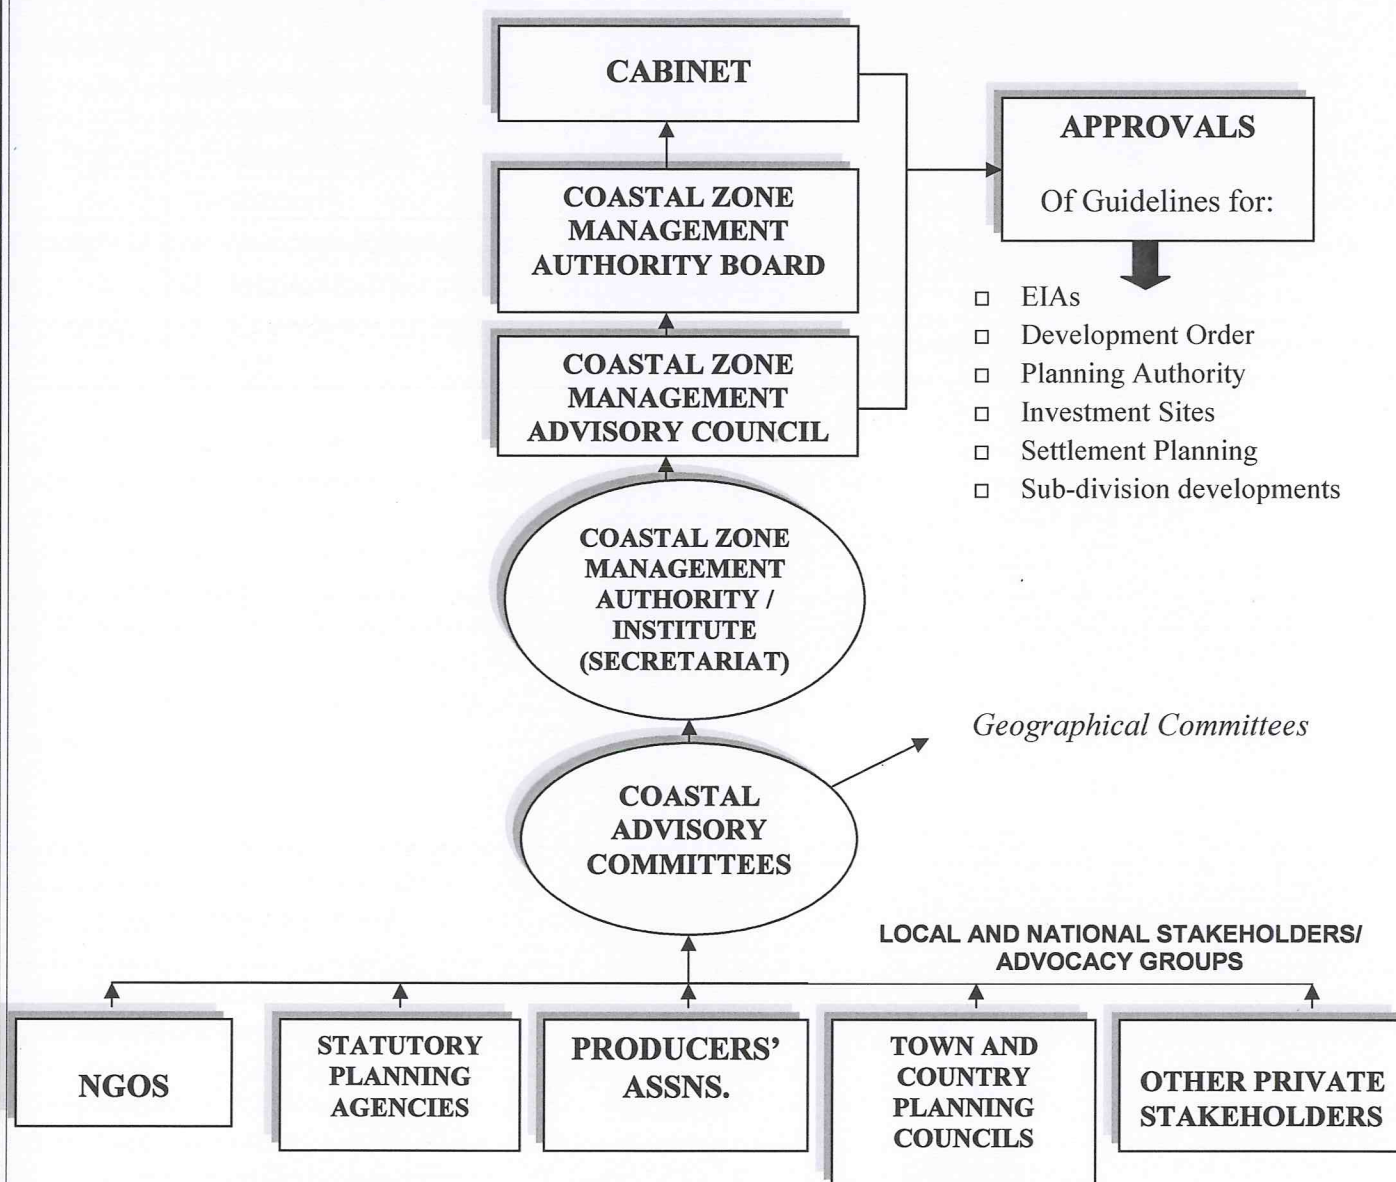 CABINET
APPROVALS
Of Guidelines for:
COASTAL ZONE
MANAGEMENT
AUTHORITY BOARD
□ EIAs
□ Development Order
□ Planning Authority
□ Investment Sites
□ Settlement Planning
□ Sub-division developments
COASTAL ZONE
MANAGEMENT
ADVISORY COUNCIL
COASTAL ZONE
MANAGEMENT
AUTHORITY /
INSTITUTE
(SECRETARIAT)
Geographical Committees
COASTAL
ADVISORY
COMMITTEES
LOCAL AND NATIONAL STAKEHOLDERS/
ADVOCACY GROUPS
NGOS
STATUTORY
PLANNING
AGENCIES
PRODUCERS’
ASSNS.
TOWN AND
COUNTRY
PLANNING
COUNCILS
OTHER PRIVATE
STAKEHOLDERS